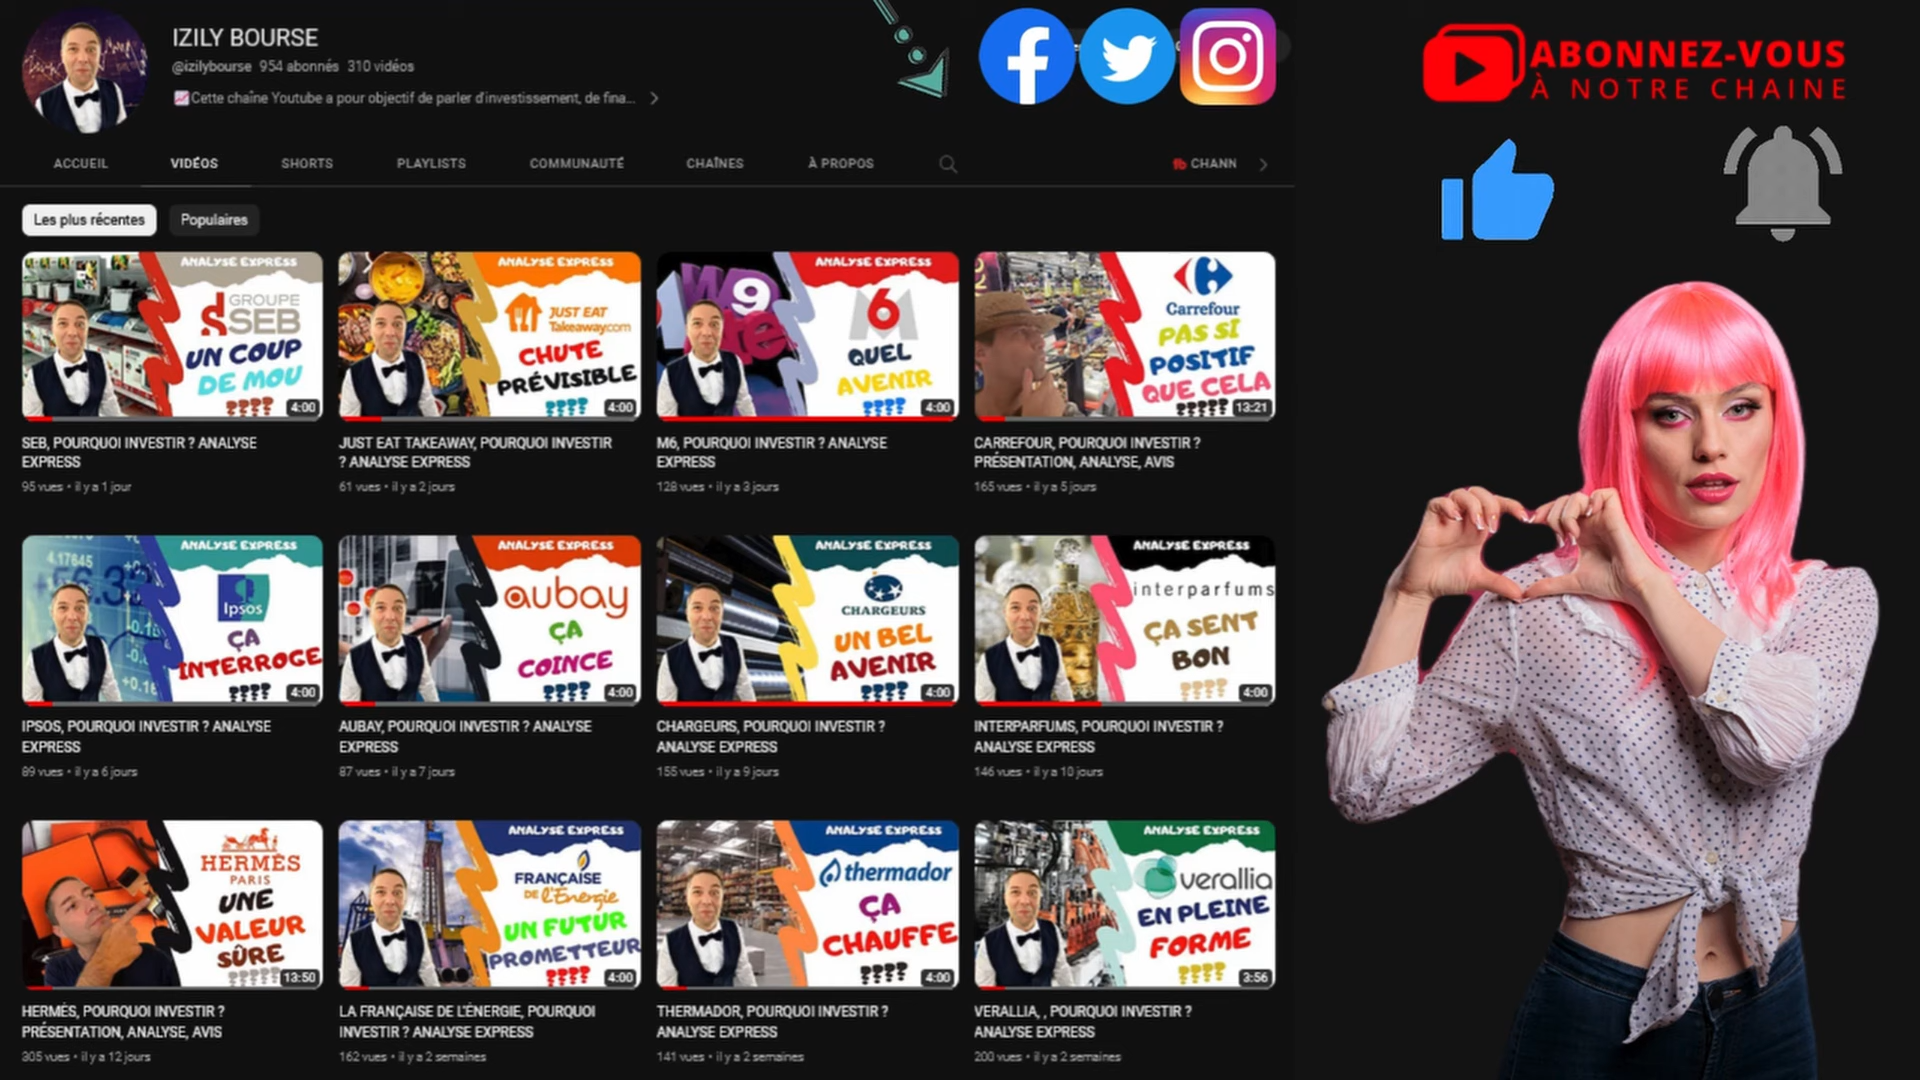 IZILY BOURSE
@izilybourse 954 abonnés 310 vidéos
Cette chaîne Youtube a pour objectif de parler d'investissement, de fina...
ABONNEZ-VOUS
À NOTRE CHAINE
ACCUEIL VIDÉOS SHORTS PLAYLISTS COMMUNAUTÉ CHAÎNES À PROPOS CHANN
Les plus récentes Populaires
ANALYSE EXPRESS
GROUPE
SEB
UN COUP
DE MOU
????
4:00
SEB, POURQUOI INVESTIR ? ANALYSE
EXPRESS
95 vues • il y a 1 jour
ANALYSE EXPRESS
JUST EAT
Takeaway.com
CHUTE
PRÉVISIBLE
????
4:00
JUST EAT TAKEAWAY, POURQUOI INVESTIR
? ANALYSE EXPRESS
61 vues • il y a 2 jours
ANALYSE EXPRESS
W9
M6
QUEL
AVENIR
????
4:00
M6, POURQUOI INVESTIR ? ANALYSE
EXPRESS
128 vues • il y a 3 jours
Carrefour
PAS SI
POSITIF
QUE CELA
?????
13:21
CARREFOUR, POURQUOI INVESTIR ?
PRÉSENTATION, ANALYSE, AVIS
165 vues • il y a 5 jours
ANALYSE EXPRESS
4.17645
Ipsos
ÇA
INTERROGE
????
4:00
IPSOS, POURQUOI INVESTIR ? ANALYSE
EXPRESS
89 vues • il y a 6 jours
ANALYSE EXPRESS
aubay
ÇA
COINCE
????
4:00
AUBAY, POURQUOI INVESTIR ? ANALYSE
EXPRESS
87 vues • il y a 7 jours
ANALYSE EXPRESS
CHARGEURS
UN BEL
AVENIR
????
4:00
CHARGEURS, POURQUOI INVESTIR ?
ANALYSE EXPRESS
155 vues • il y a 9 jours
ANALYSE EXPRESS
interparfums
ÇA SENT
BON
????
4:00
INTERPARFUMS, POURQUOI INVESTIR ?
ANALYSE EXPRESS
146 vues • il y a 10 jours
HERMÈS
PARIS
UNE
VALEUR
SÛRE
?????
13:50
HERMÈS, POURQUOI INVESTIR ?
PRÉSENTATION, ANALYSE, AVIS
305 vues • il y a 12 jours
ANALYSE EXPRESS
FRANÇAISE
DE l'Énergie
UN FUTUR
PROMETTEUR
????
4:00
LA FRANÇAISE DE L'ÉNERGIE, POURQUOI
INVESTIR ? ANALYSE EXPRESS
162 vues • il y a 2 semaines
ANALYSE EXPRESS
thermador
ÇA
CHAUFFE
????
4:00
THERMADOR, POURQUOI INVESTIR ?
ANALYSE EXPRESS
141 vues • il y a 2 semaines
ANALYSE EXPRESS
verallia
EN PLEINE
FORME
????
3:56
VERALLIA, , POURQUOI INVESTIR ?
ANALYSE EXPRESS
200 vues • il y a 2 semaines